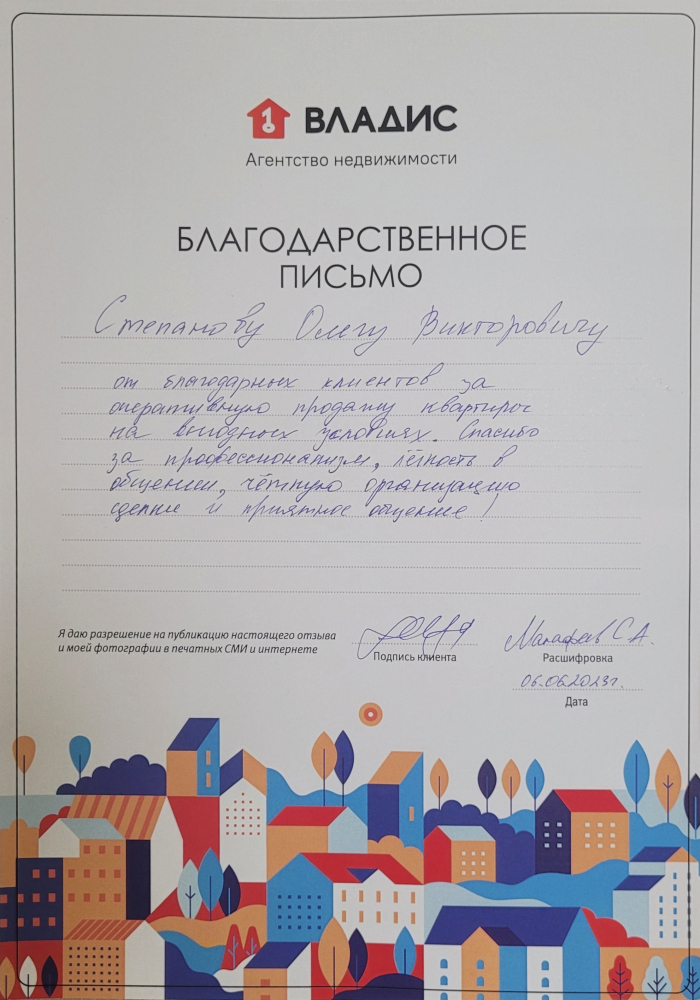 ВЛАДИС
Агентство недвижимости
БЛАГОДАРСТВЕННОЕ
ПИСЬМО
Степанову Олегу Викторовичу
от благодарных клиентов за
оперативную продажу квартиры
на выгодных условиях. Спасибо
за профессионализм, лёгкость в
общении, чёткую организацию
сделки и приятное общение!
Я даю разрешение на публикацию настоящего отзыва
и моей фотографии в печатных СМИ и интернете
Подпись клиента
С.А.
Расшифровка
06.06.2023г.
Дата